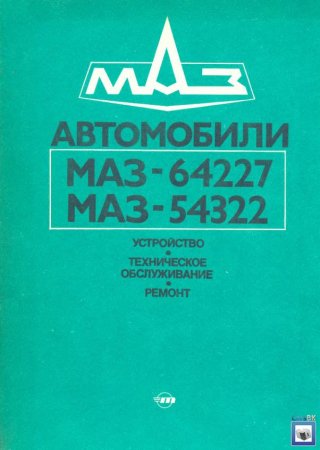 МАЗ
АВТОМОБИЛИ
МАЗ-64227
МАЗ-54322
УСТРОЙСТВО
•
ТЕХНИЧЕСКОЕ
ОБСЛУЖИВАНИЕ
•
РЕМОНТ